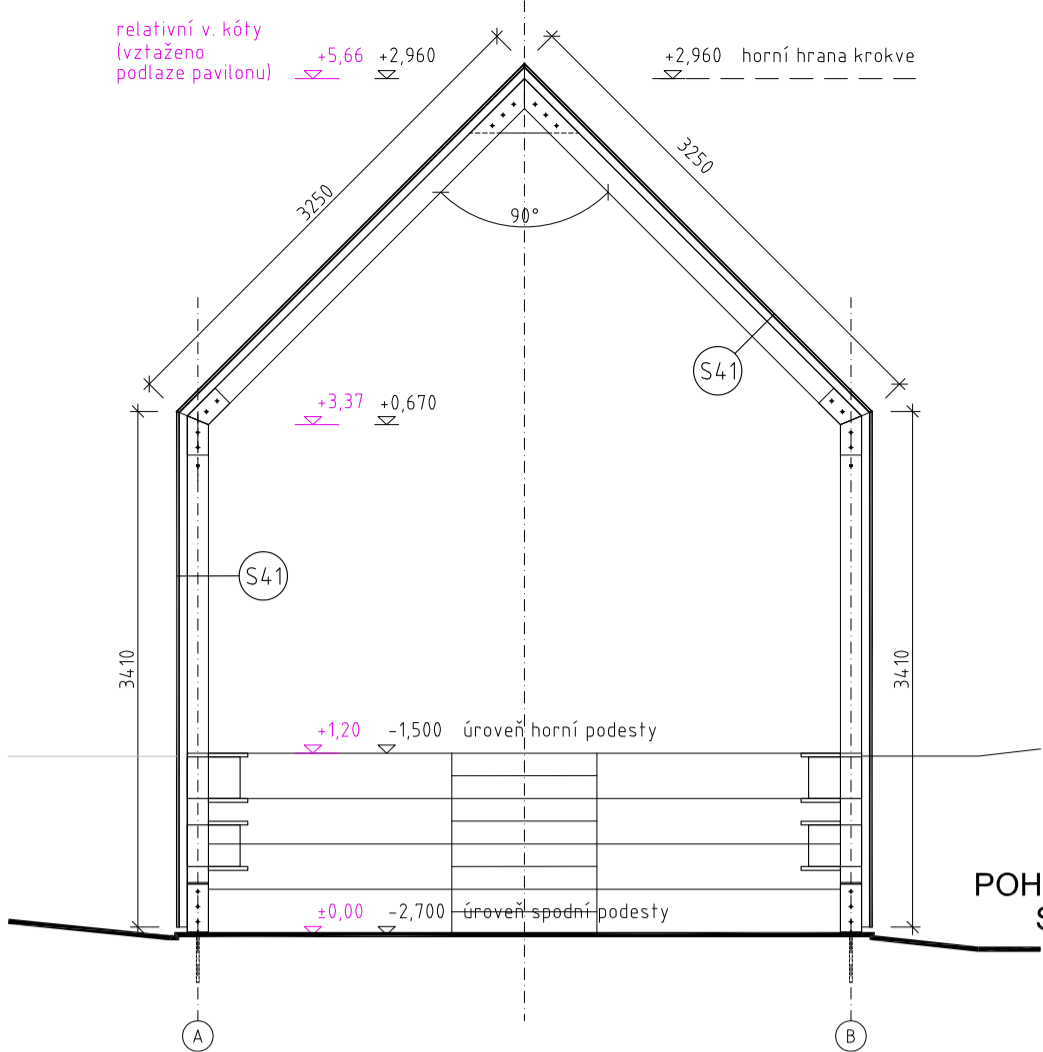 relativní v. kóty
(vztaženo
podlaze pavilonu)
+5,66 +2,960
+2,960 horní hrana krokve
3250
3250
90°
S41
+3,37 +0,670
S41
3410
3410
+1,20 -1,500 úroveň horní podesty
POH
S
±0,00 -2,700 úroveň spodní podesty
A
B